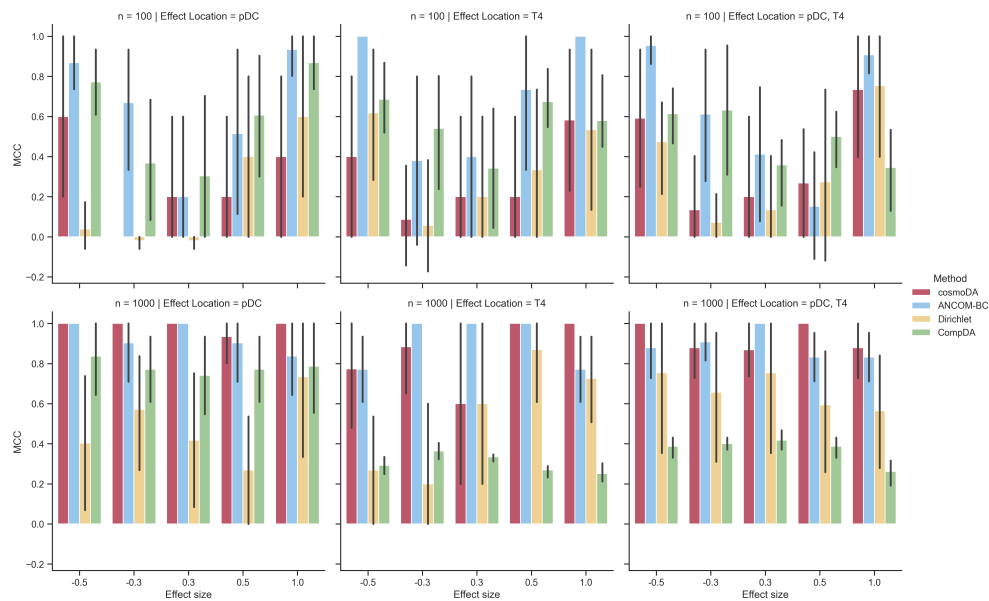 n = 100 | Effect Location = pDC
n = 100 | Effect Location = T4
n = 100 | Effect Location = pDC, T4
1.0
0.8
0.6
0.4
0.2
0.0
−0.2
MCC
n = 1000 | Effect Location = pDC
n = 1000 | Effect Location = T4
n = 1000 | Effect Location = pDC, T4
Method
cosmoDA
ANCOM-BC
Dirichlet
CompDA
1.0
0.8
0.6
0.4
0.2
0.0
−0.2
MCC
-0.5 -0.3 0.3 0.5 1.0
-0.5 -0.3 0.3 0.5 1.0
-0.5 -0.3 0.3 0.5 1.0
Effect size
Effect size
Effect size